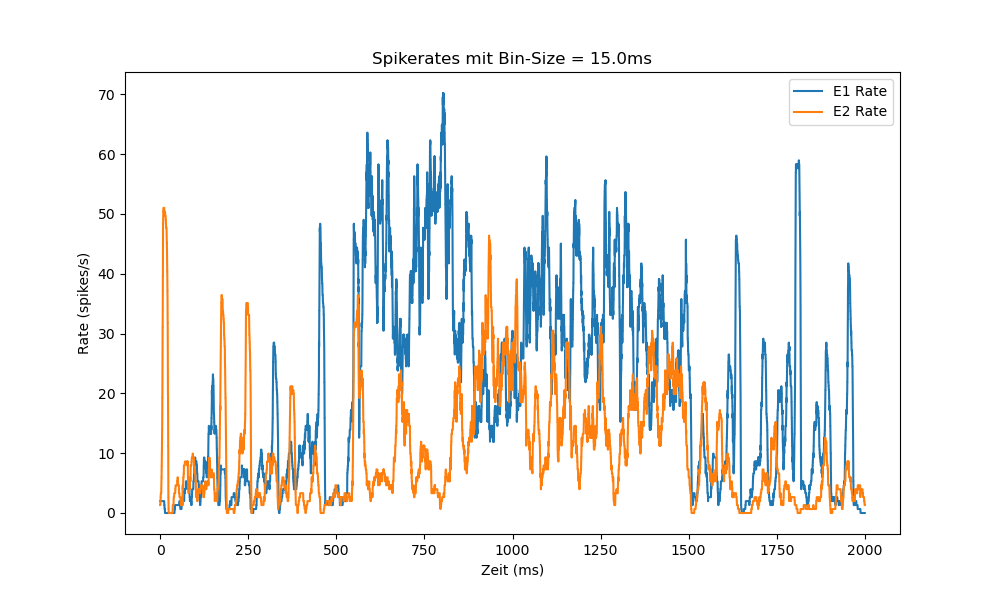 Spikerates mit Bin-Size = 15.0ms
E1 Rate
E2 Rate
70
60
50
40
30
20
10
0
Rate (spikes/s)
0 250 500 750 1000 1250 1500 1750 2000
Zeit (ms)